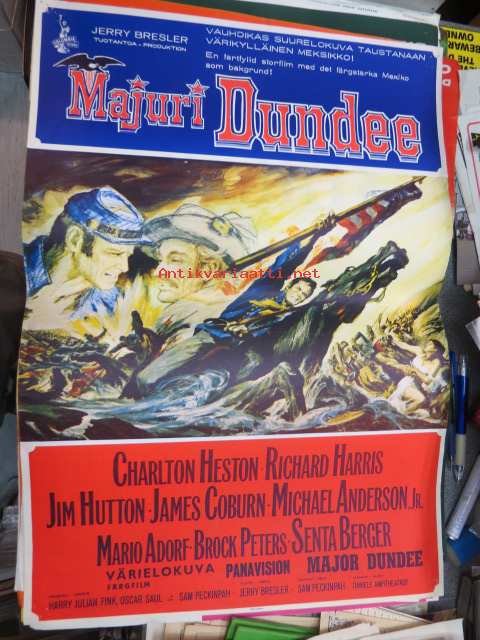 JERRY BRESLER
TUOTANTOA - PRODUKTION
VAUHDIKAS SUURELOKUVA TAUSTANAAN
VÄRIKYLLÄINEN MEKSIKO!
En fartfylld storfilm med det färgstarka Mexiko
som bakgrund!
Majuri Dundee
Antikvariaatti.net
CHARLTON HESTON · RICHARD HARRIS
JIM HUTTON · JAMES COBURN · MICHAEL ANDERSON, JR.
MARIO ADORF · BROCK PETERS · SENTA BERGER
VÄRIELOKUVA PANAVISION MAJOR DUNDEE
FÄRGFILM
HARRY JULIAN FINK, OSCAR SAUL SAM PECKINPAH JERRY BRESLER SAM PECKINPAH
BEWARE